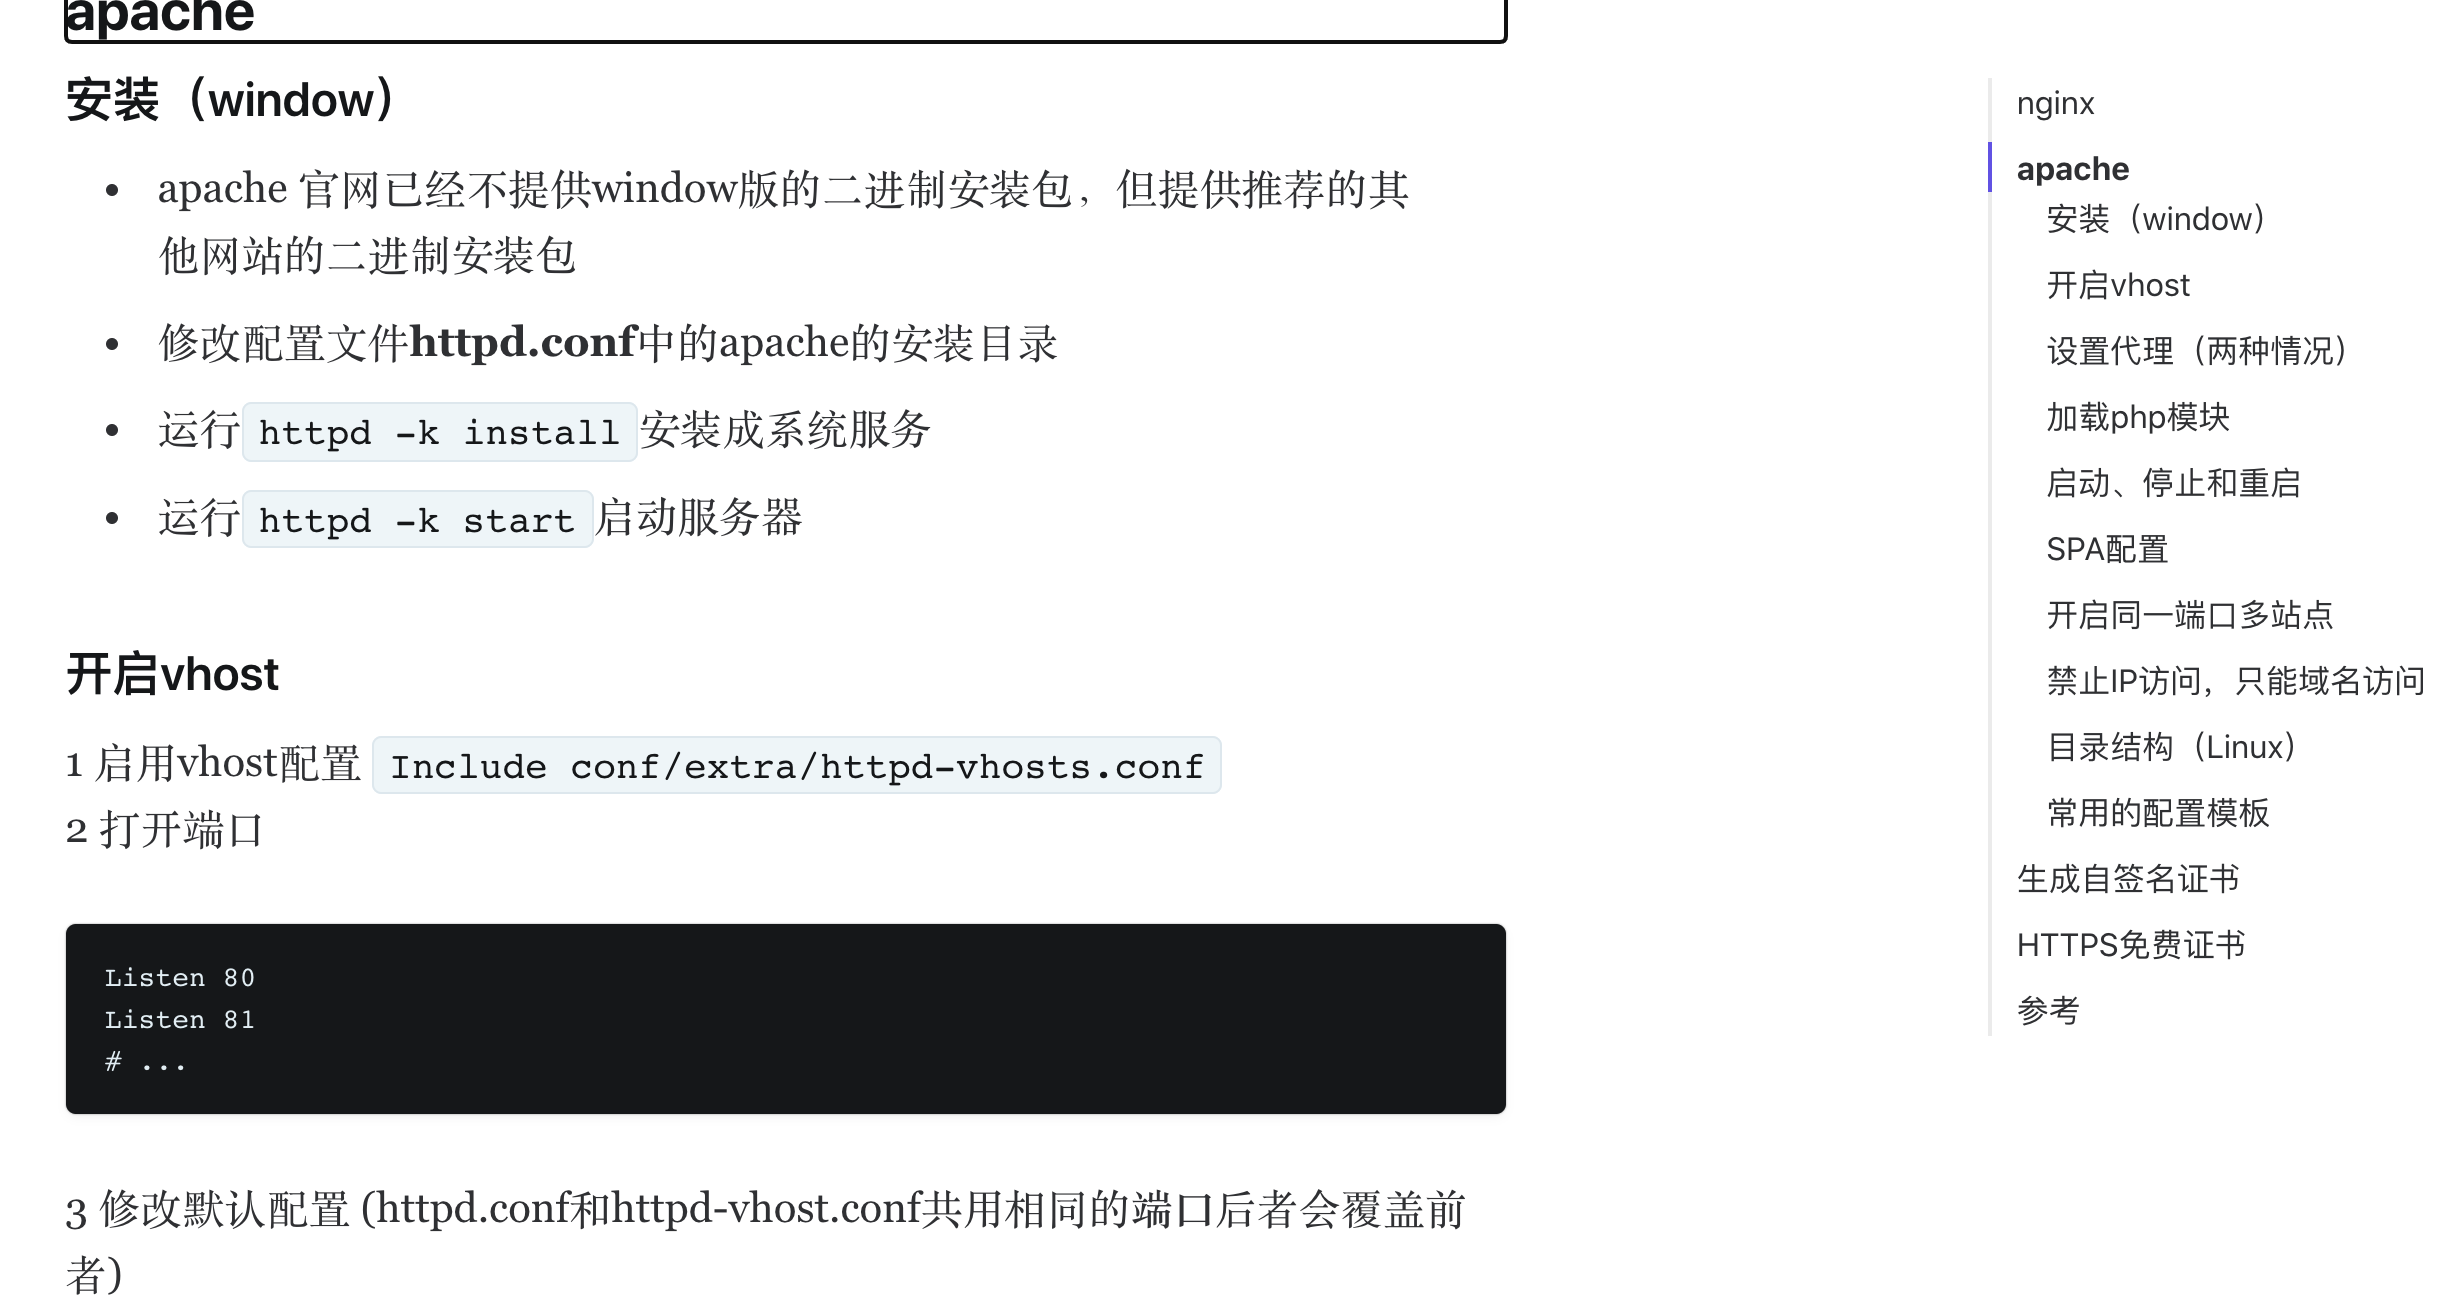 apache
安装（window）
• apache 官网已经不提供window版的二进制安装包，但提供推荐的其
他网站的二进制安装包
• 修改配置文件httpd.conf中的apache的安装目录
• 运行 httpd -k install 安装成系统服务
• 运行 httpd -k start 启动服务器
开启vhost
1 启用vhost配置 Include conf/extra/httpd-vhosts.conf
2 打开端口
Listen 80
Listen 81
# ...
3 修改默认配置 (httpd.conf和httpd-vhost.conf共用相同的端口后者会覆盖前
者)
nginx
apache
安装（window）
开启vhost
设置代理（两种情况）
加载php模块
启动、停止和重启
SPA配置
开启同一端口多站点
禁止IP访问，只能域名访问
目录结构（Linux）
常用的配置模板
生成自签名证书
HTTPS免费证书
参考